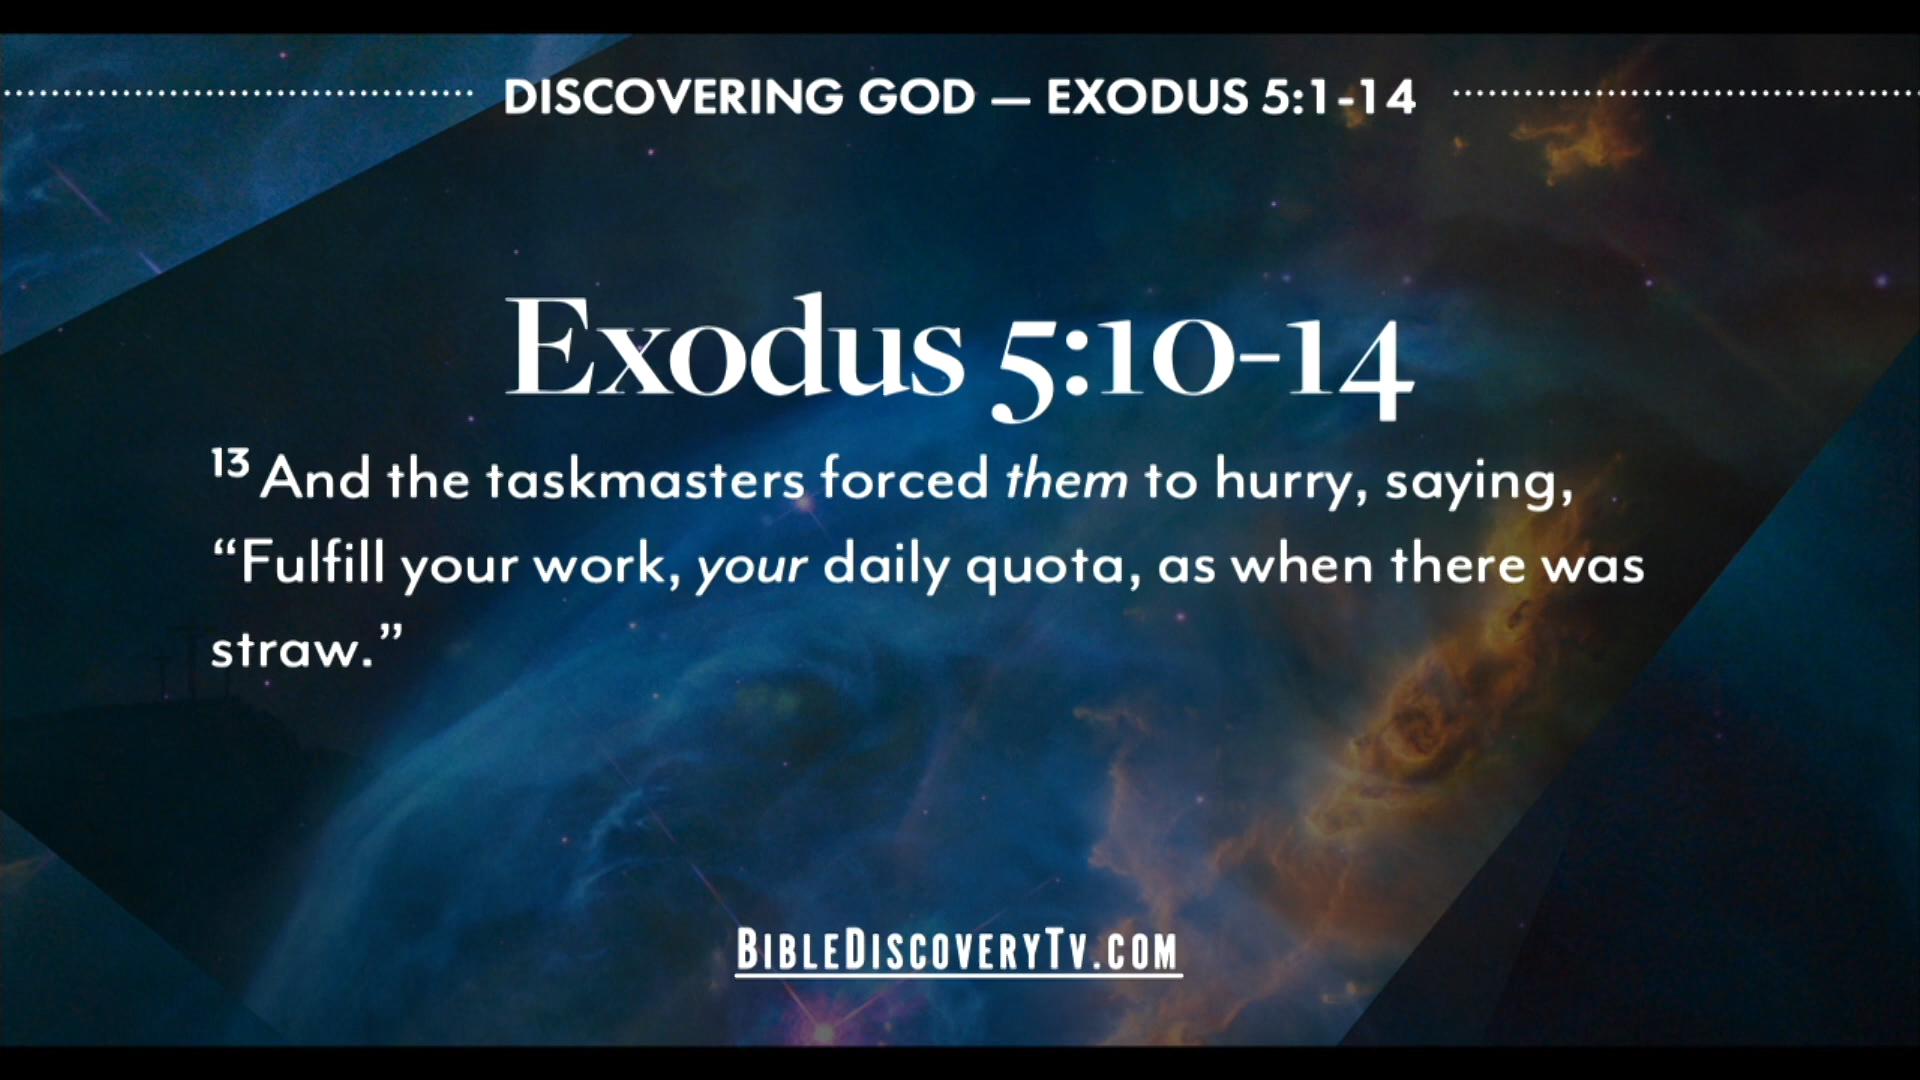 DISCOVERING GOD — EXODUS 5:1-14
Exodus 5:10-14
13 And the taskmasters forced them to hurry, saying,
“Fulfill your work, your daily quota, as when there was
straw.”
BIBLEDISCOVERYTV.COM